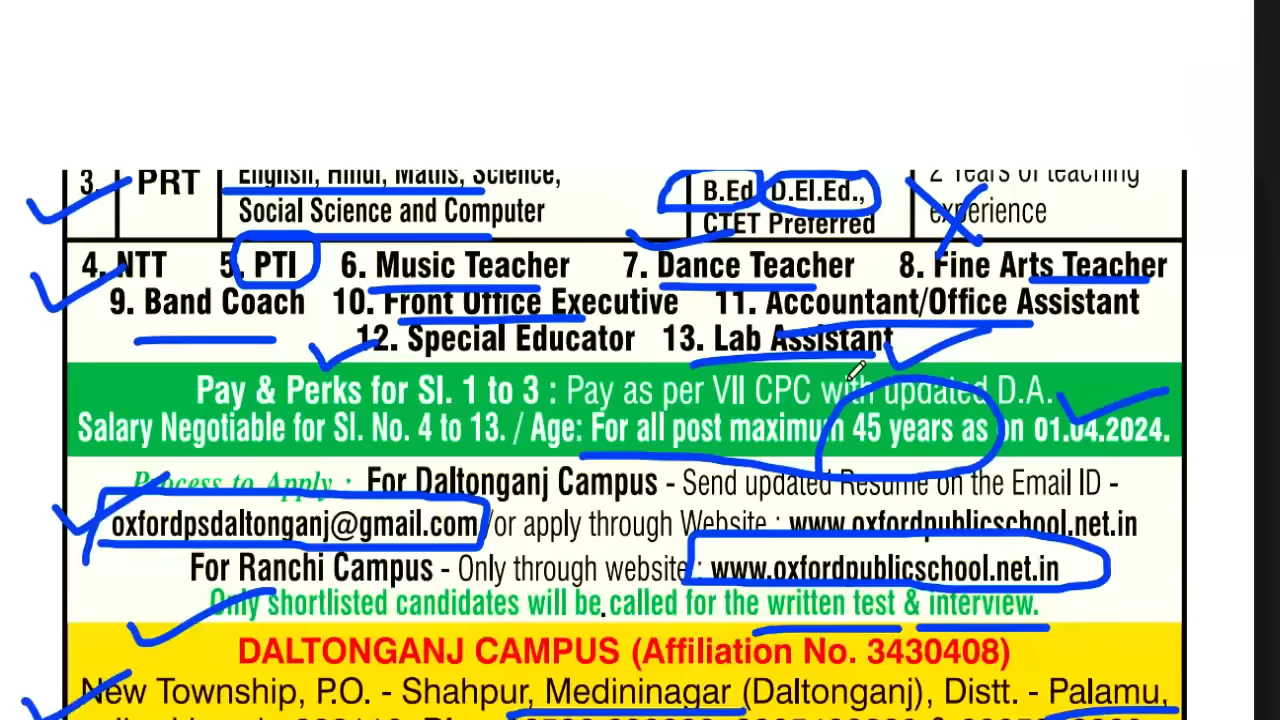 3. PRT English, Hindi, Maths, Science,
Social Science and Computer
B.Ed D.El.Ed.,
CTET Preferred
2 Years of teaching
experience
4. NTT 5. PTI 6. Music Teacher 7. Dance Teacher 8. Fine Arts Teacher
9. Band Coach 10. Front Office Executive 11. Accountant/Office Assistant
12. Special Educator 13. Lab Assistant
Pay & Perks for Sl. 1 to 3 : Pay as per VII CPC with updated D.A.
Salary Negotiable for Sl. No. 4 to 13. / Age: For all post maximum 45 years as on 01.04.2024.
Process to Apply : For Daltonganj Campus - Send updated Resume on the Email ID -
oxfordpsdaltonganj@gmail.com /or apply through Website : www.oxfordpublicschool.net.in
For Ranchi Campus - Only through website : www.oxfordpublicschool.net.in
Only shortlisted candidates will be called for the written test & interview.
DALTONGANJ CAMPUS (Affiliation No. 3430408)
New Township, P.O. - Shahpur, Medininagar (Daltonganj), Distt. - Palamu,